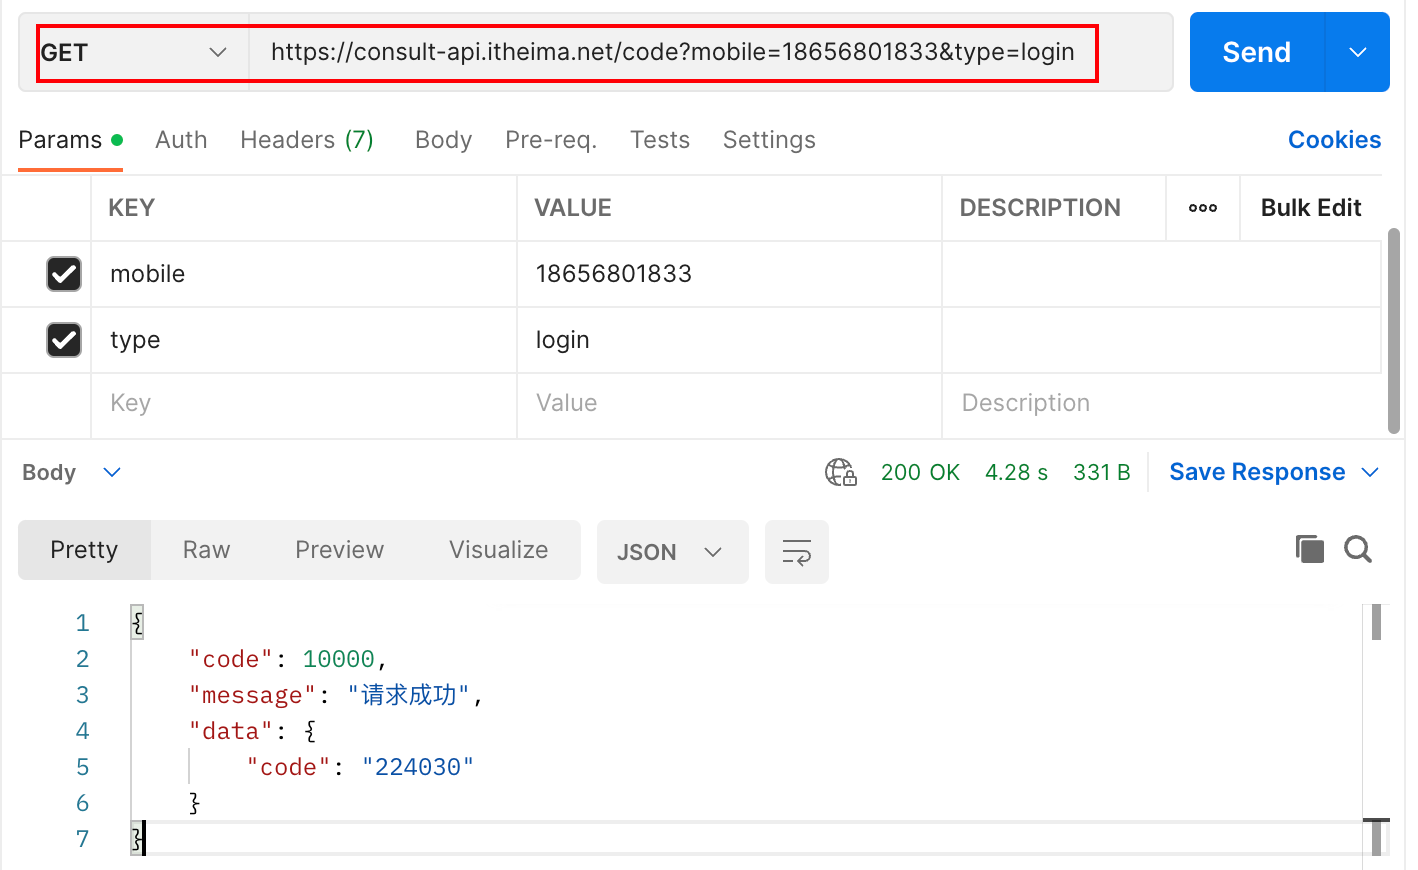 GET https://consult-api.itheima.net/code?mobile=18656801833&type=login Send
Params Auth Headers (7) Body Pre-req. Tests Settings Cookies
KEY VALUE DESCRIPTION Bulk Edit
mobile 18656801833
type login
Key Value Description
Body 200 OK 4.28 s 331 B Save Response
Pretty Raw Preview Visualize JSON
1 {
2 "code": 10000,
3 "message": "请求成功",
4 "data": {
5 "code": "224030"
6 }
7 }